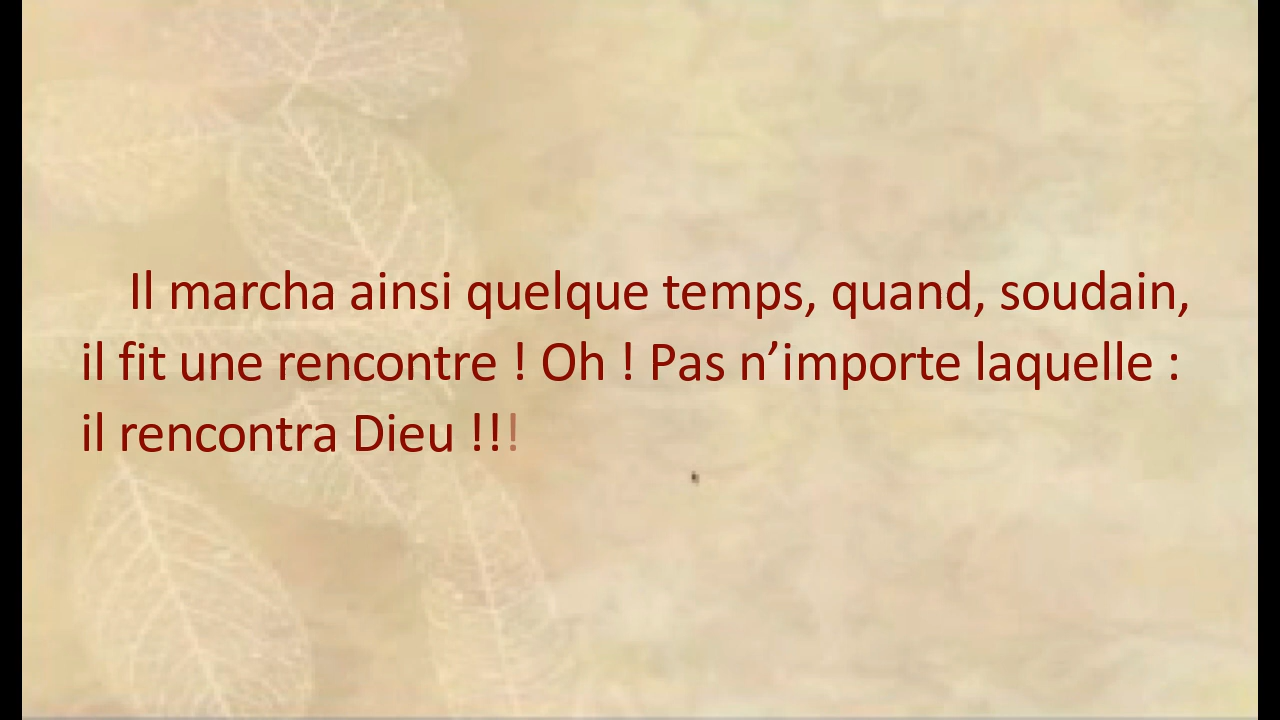 Il marcha ainsi quelque temps, quand, soudain,
il fit une rencontre ! Oh ! Pas n’importe laquelle :
il rencontra Dieu !!!